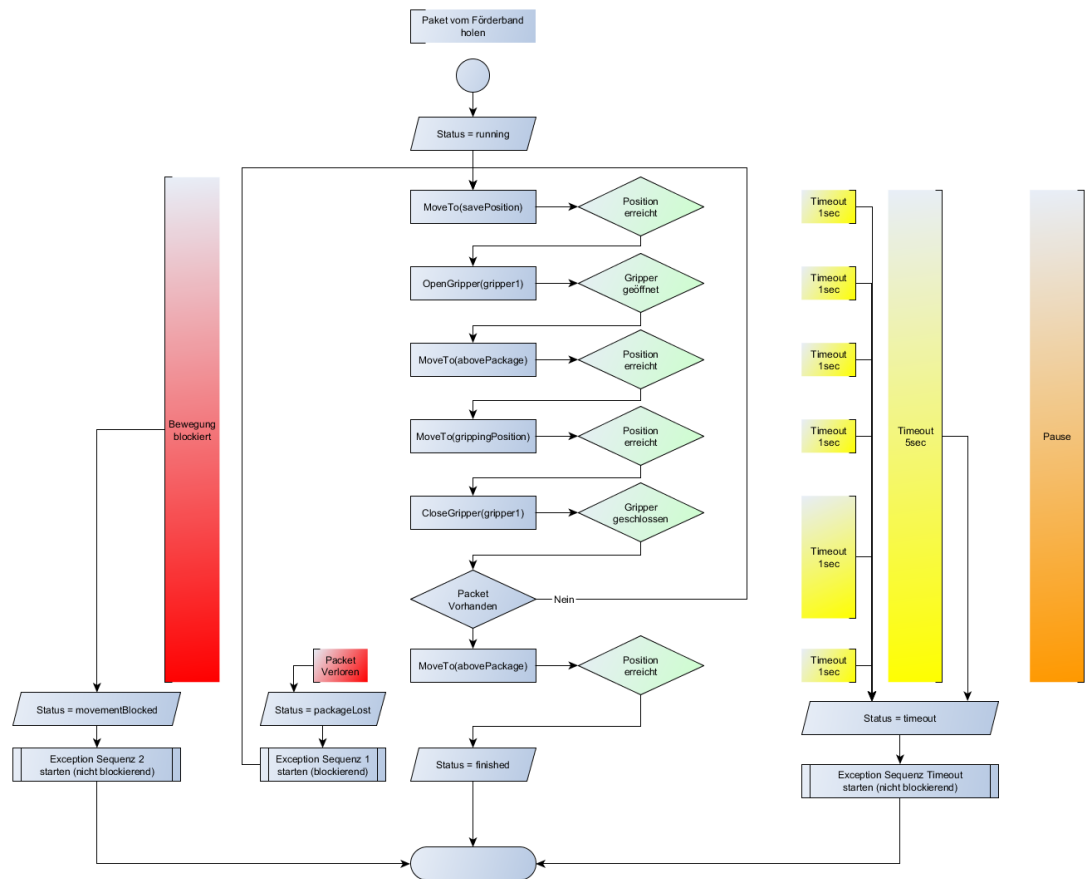 Paket vom Förderband
holen
Status = running
MoveTo(savePosition)
Position
erreicht
Timeout
1sec
OpenGripper(gripper1)
Gripper
geöffnet
Timeout
1sec
MoveTo(abovePackage)
Position
erreicht
Timeout
1sec
Bewegung
blockiert
MoveTo(grippingPosition)
Position
erreicht
Timeout
1sec
Timeout
5sec
Pause
CloseGripper(gripper1)
Gripper
geschlossen
Timeout
1sec
Packet
Vorhanden
Nein
Packet
Verloren
MoveTo(abovePackage)
Position
erreicht
Timeout
1sec
Status = movementBlocked
Status = packageLost
Status = timeout
Exception Sequenz 2
starten (nicht blockierend)
Exception Sequenz 1
starten (blockierend)
Status = finished
Exception Sequenz Timeout
starten (nicht blockierend)